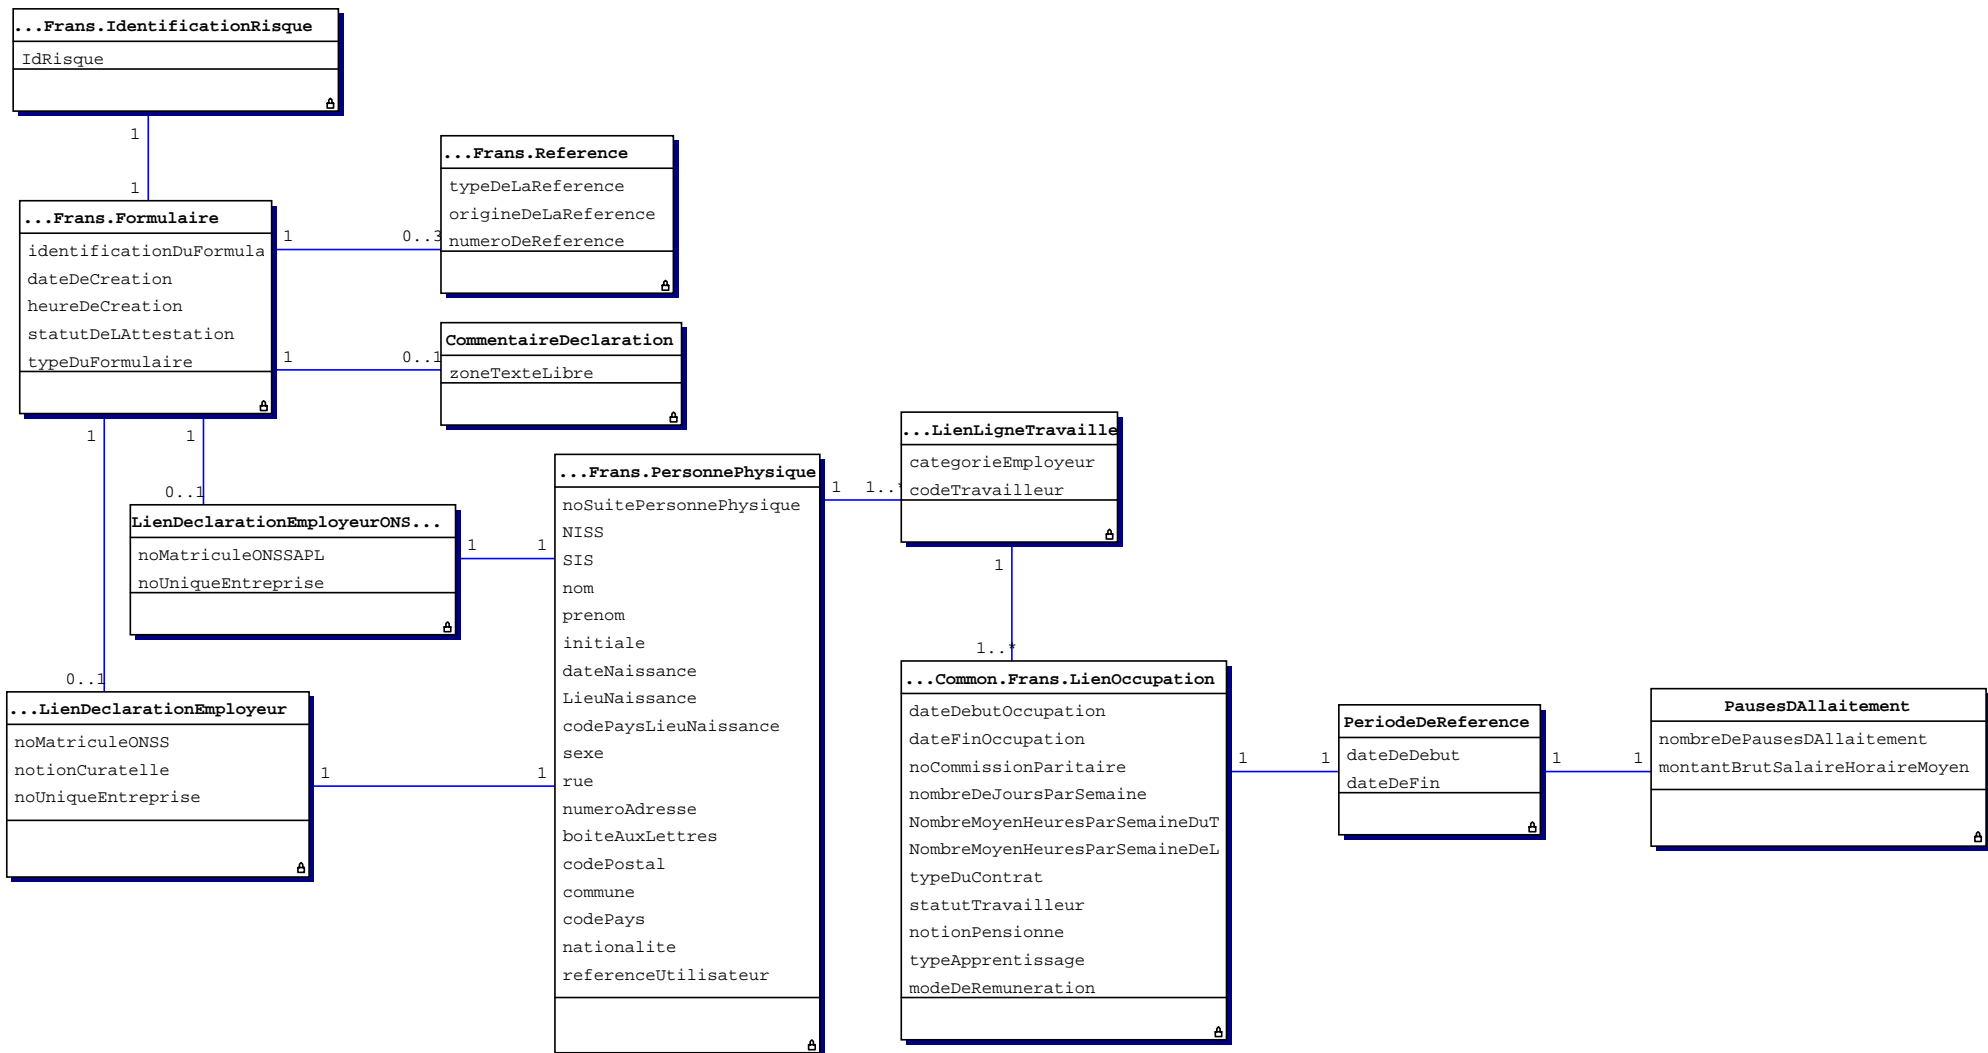 ...Frans.IdentificationRisque
IdRisque
1
1
...Frans.Formulaire
identificationDuFormula
dateDeCreation
heureDeCreation
statutDeLAttestation
typeDuFormulaire
1
0..3
...Frans.Reference
typeDeLaReference
origineDeLaReference
numeroDeReference
1
0..1
CommentaireDeclaration
zoneTexteLibre
1
1
0..1
LienDeclarationEmployeurONS...
noMatriculeONSSAPL
noUniqueEntreprise
1
1
0..1
...LienDeclarationEmployeur
noMatriculeONSS
notionCuratelle
noUniqueEntreprise
1
1
...Frans.PersonnePhysique
noSuitePersonnePhysique
NISS
SIS
nom
prenom
initiale
dateNaissance
LieuNaissance
codePaysLieuNaissance
sexe
rue
numeroAdresse
boiteAuxLettres
codePostal
commune
codePays
nationalite
referenceUtilisateur
1
1..*
...LienLigneTravaille
categorieEmployeur
codeTravailleur
1
1..*
...Common.Frans.LienOccupation
dateDebutOccupation
dateFinOccupation
noCommissionParitaire
nombreDeJoursParSemaine
NombreMoyenHeuresParSemaineDuT
NombreMoyenHeuresParSemaineDeL
typeDuContrat
statutTravailleur
notionPensionne
typeApprentissage
modeDeRemuneration
1
1
PeriodeDeReference
dateDeDebut
dateDeFin
1
1
PausesDAllaitement
nombreDePausesDAllaitement
montantBrutSalaireHoraireMoyen